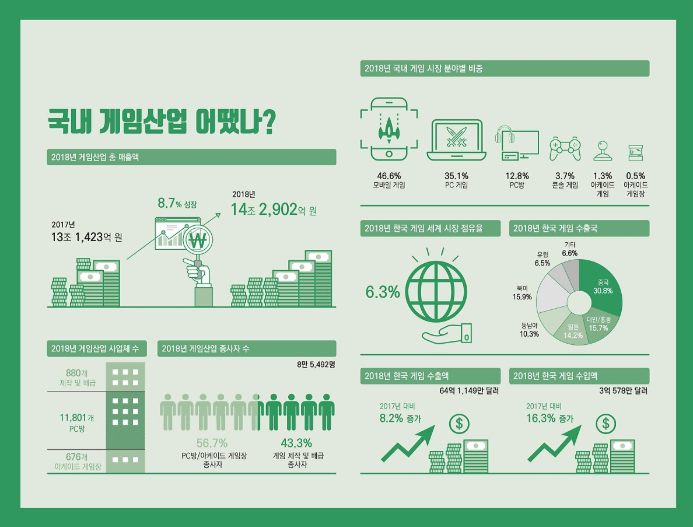 국내 게임산업 어땠나?
2018년 게임산업 총 매출액
2017년
13조 1,423억 원
8.7% 성장
2018년
14조 2,902억 원
₩
2018년 게임산업 사업체 수
880개
제작 및 배급
11,801개
PC방
676개
아케이드 게임장
2018년 게임산업 종사자 수
8만 5,492명
56.7%
PC방/아케이드 게임장
종사자
43.3%
게임 제작 및 배급
종사자
2018년 국내 게임 시장 분야별 비중
46.6%
모바일 게임
35.1%
PC 게임
12.8%
PC방
3.7%
콘솔 게임
1.3%
아케이드
게임
0.5%
아케이드
게임장
2018년 한국 게임 세계 시장 점유율
6.3%
2018년 한국 게임 수출국
기타
6.6%
유럽
6.5%
북미
15.9%
동남아
10.3%
일본
14.2%
대만/홍콩
15.7%
중국
30.8%
2018년 한국 게임 수출액
64억 1,149만 달러
2017년 대비
8.2% 증가
$
2018년 한국 게임 수입액
3억 578만 달러
2017년 대비
16.3% 증가
$